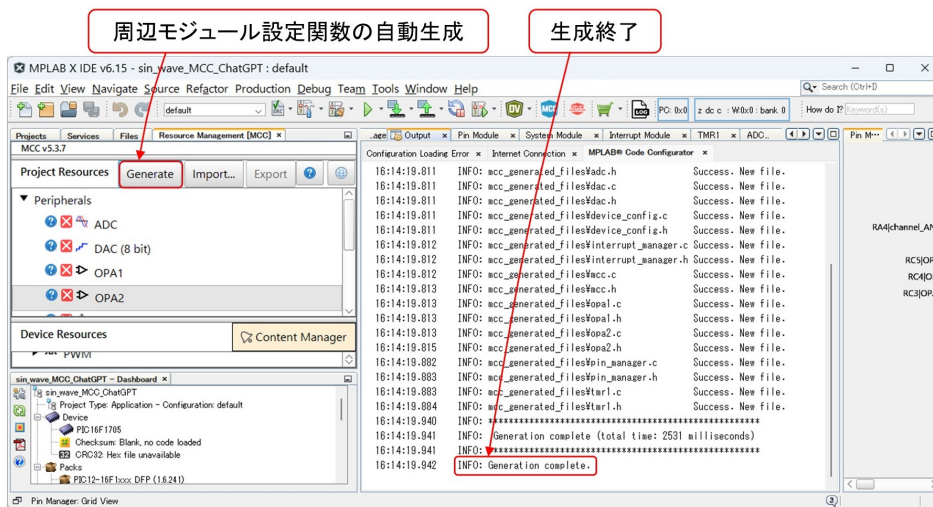 周辺モジュール設定関数の自動生成
生成終了
MPLAB X IDE v6.15 - sin_wave_MCC_ChatGPT : default
File Edit View Navigate Source Refactor Production Debug Team Tools Window Help
Search (Ctrl+I)
default
PC: 0x0
z dc c : W:0x0 : bank 0
How do I?
Keyword(s)
Projects Services Files Resource Management [MCC] ×
MCC v5.3.7
Project Resources Generate Import... Export
Peripherals
ADC
DAC (8 bit)
OPA1
OPA2
Device Resources
Content Manager
PWM
sin_wave_MCC_ChatGPT - Dashboard ×
sin_wave_MCC_ChatGPT
Project Type: Application - Configuration: default
Device
PIC16F1705
Checksum: Blank, no code loaded
CRC32: Hex file unavailable
Packs
PIC12-16F1xxx_DFP (1.6.241)
Pin Manager: Grid View
...age Output × Pin Module × System Module × Interrupt Module × TMR1 × ADC...
Configuration Loading Error × Internet Connection × MPLAB® Code Configurator ×
16:14:19.811 INFO: mcc_generated_files¥adc.h Success. New file.
16:14:19.811 INFO: mcc_generated_files¥dac.c Success. New file.
16:14:19.811 INFO: mcc_generated_files¥dac.h Success. New file.
16:14:19.811 INFO: mcc_generated_files¥device_config.c Success. New file.
16:14:19.811 INFO: mcc_generated_files¥device_config.h Success. New file.
16:14:19.812 INFO: mcc_generated_files¥interrupt_manager.c Success. New file.
16:14:19.812 INFO: mcc_generated_files¥interrupt_manager.h Success. New file.
16:14:19.812 INFO: mcc_generated_files¥mcc.c Success. New file.
16:14:19.813 INFO: mcc_generated_files¥mcc.h Success. New file.
16:14:19.813 INFO: mcc_generated_files¥opa1.c Success. New file.
16:14:19.813 INFO: mcc_generated_files¥opa1.h Success. New file.
16:14:19.813 INFO: mcc_generated_files¥opa2.c Success. New file.
16:14:19.815 INFO: mcc_generated_files¥opa2.h Success. New file.
16:14:19.882 INFO: mcc_generated_files¥pin_manager.c Success. New file.
16:14:19.883 INFO: mcc_generated_files¥pin_manager.h Success. New file.
16:14:19.883 INFO: mcc_generated_files¥tmr1.c Success. New file.
16:14:19.884 INFO: mcc_generated_files¥tmr1.h Success. New file.
16:14:19.940 INFO: **************************************************
16:14:19.941 INFO: Generation complete (total time: 2531 milliseconds)
16:14:19.941 INFO: **************************************************
16:14:19.942 INFO: Generation complete.
Pin M...
RA4|channel_AN
RC5|OP
RC4|O
RC3|OP